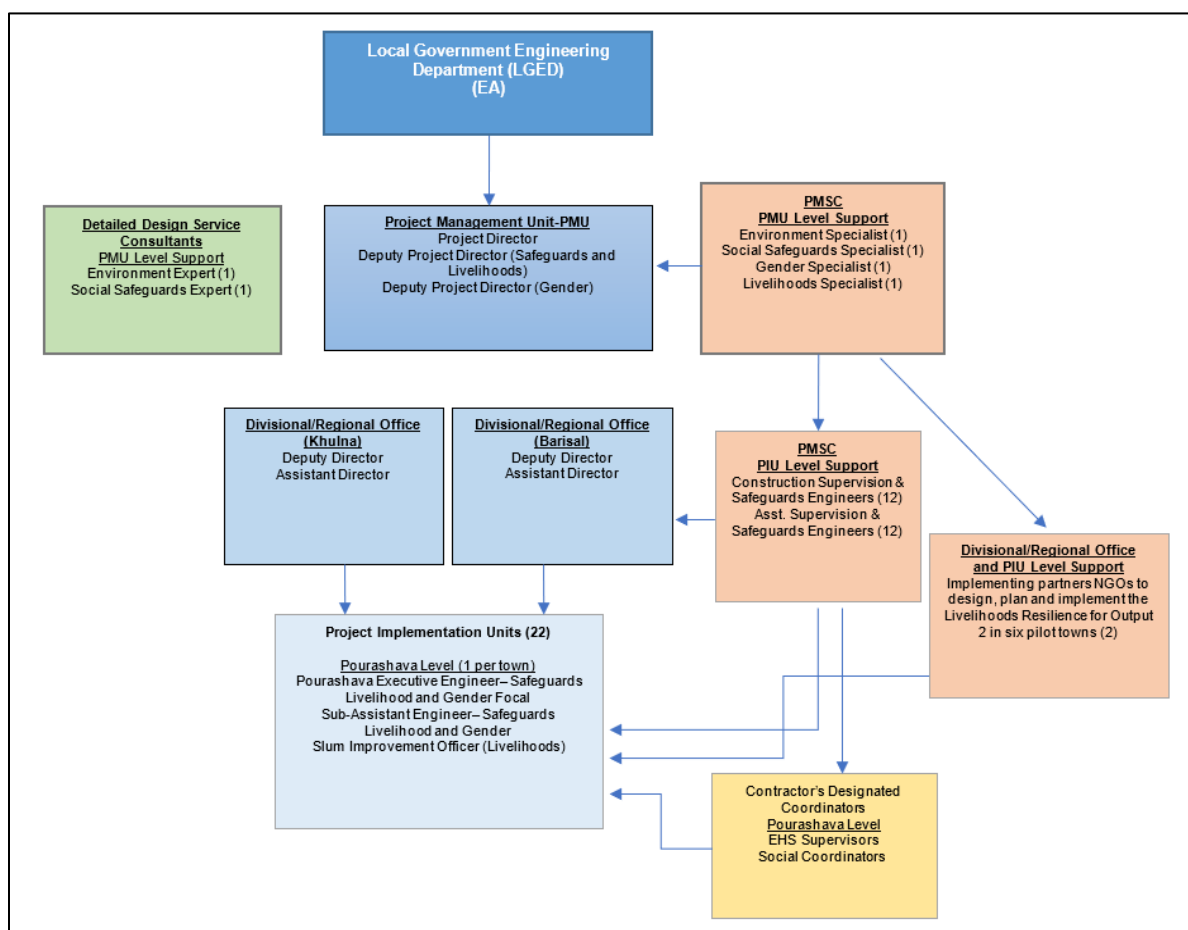 Local Government Engineering
Department (LGED)
(EA)
Detailed Design Service
Consultants
PMU Level Support
Environment Expert (1)
Social Safeguards Expert (1)
Project Management Unit-PMU
Project Director
Deputy Project Director (Safeguards and
Livelihoods)
Deputy Project Director (Gender)
PMSC
PMU Level Support
Environment Specialist (1)
Social Safeguards Specialist (1)
Gender Specialist (1)
Livelihoods Specialist (1)
Divisional/Regional Office
(Khulna)
Deputy Director
Assistant Director
Divisional/Regional Office
(Barisal)
Deputy Director
Assistant Director
PMSC
PIU Level Support
Construction Supervision &
Safeguards Engineers (12)
Asst. Supervision &
Safeguards Engineers (12)
Divisional/Regional Office
and PIU Level Support
Implementing partners NGOs to
design, plan and implement the
Livelihoods Resilience for Output
2 in six pilot towns (2)
Project Implementation Units (22)
Pourashava Level (1 per town)
Pourashava Executive Engineer– Safeguards
Livelihood and Gender Focal
Sub-Assistant Engineer– Safeguards
Livelihood and Gender
Slum Improvement Officer (Livelihoods)
Contractor's Designated
Coordinators
Pourashava Level
EHS Supervisors
Social Coordinators